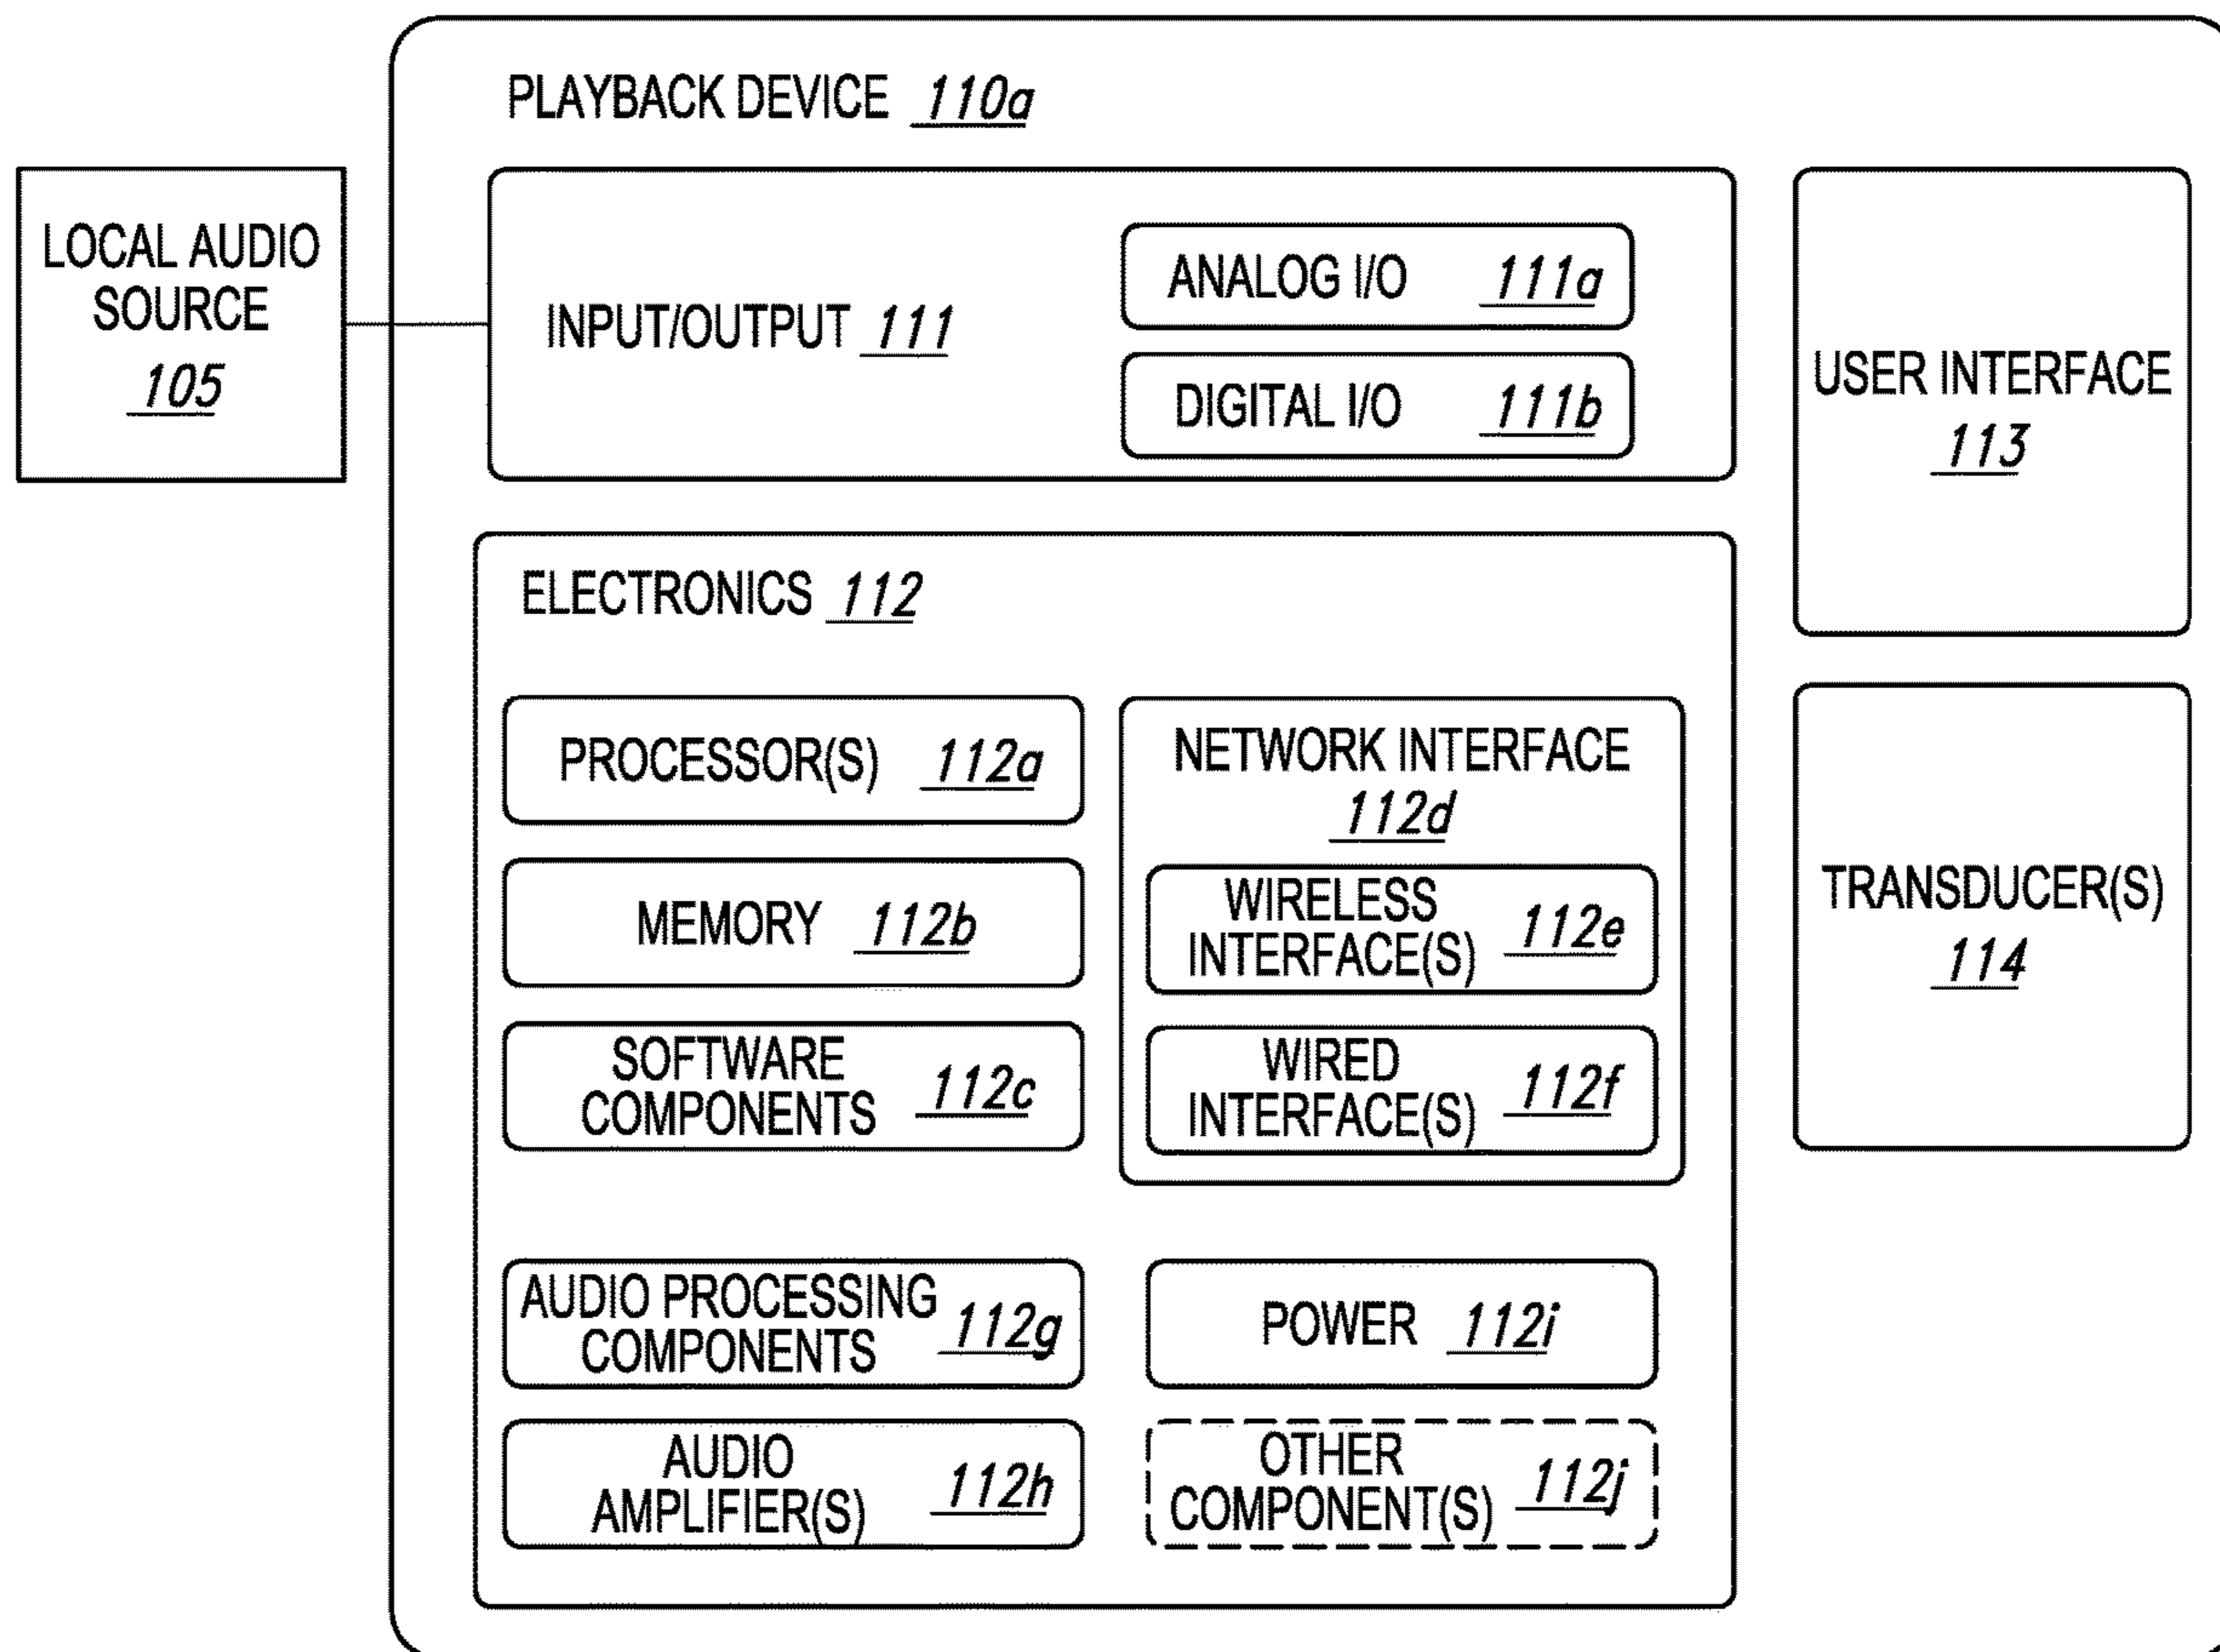 PLAYBACK DEVICE 110a
LOCAL AUDIO
SOURCE
105
INPUT/OUTPUT 111
ANALOG I/O 111a
DIGITAL I/O 111b
USER INTERFACE
113
ELECTRONICS 112
PROCESSOR(S) 112a
MEMORY 112b
SOFTWARE
COMPONENTS 112c
NETWORK INTERFACE
112d
WIRELESS
INTERFACE(S) 112e
WIRED
INTERFACE(S) 112f
TRANSDUCER(S)
114
AUDIO PROCESSING
COMPONENTS 112g
POWER 112i
AUDIO
AMPLIFIER(S) 112h
OTHER
COMPONENT(S) 112j